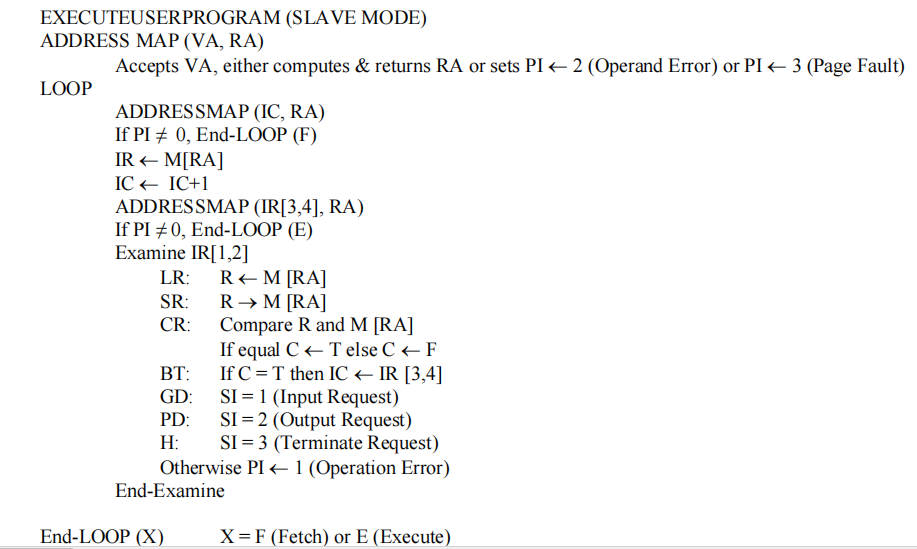 EXECUTEUSERPROGRAM (SLAVE MODE)
ADDRESS MAP (VA, RA)
Accepts VA, either computes & returns RA or sets PI ← 2 (Operand Error) or PI ← 3 (Page Fault)
LOOP
ADDRESSMAP (IC, RA)
If PI ≠ 0, End-LOOP (F)
IR ← M[RA]
IC ← IC+1
ADDRESSMAP (IR[3,4], RA)
If PI ≠ 0, End-LOOP (E)
Examine IR[1,2]
LR: R ← M [RA]
SR: R → M [RA]
CR: Compare R and M [RA]
If equal C ← T else C ← F
BT: If C = T then IC ← IR [3,4]
GD: SI = 1 (Input Request)
PD: SI = 2 (Output Request)
H: SI = 3 (Terminate Request)
Otherwise PI ← 1 (Operation Error)
End-Examine
End-LOOP (X) X = F (Fetch) or E (Execute)